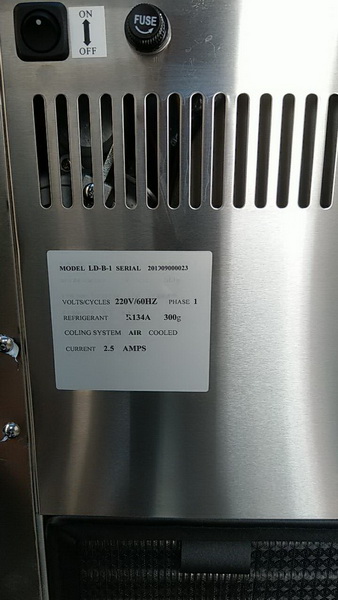 ON
OFF
FUSE
MODEL LD-B-1 SERIAL 201309000023
VOLTS/CYCLES 220V/60HZ PHASE 1
REFRIGERANT R134A 300g
COLING SYSTEM AIR COOLED
CURRENT 2.5 AMPS